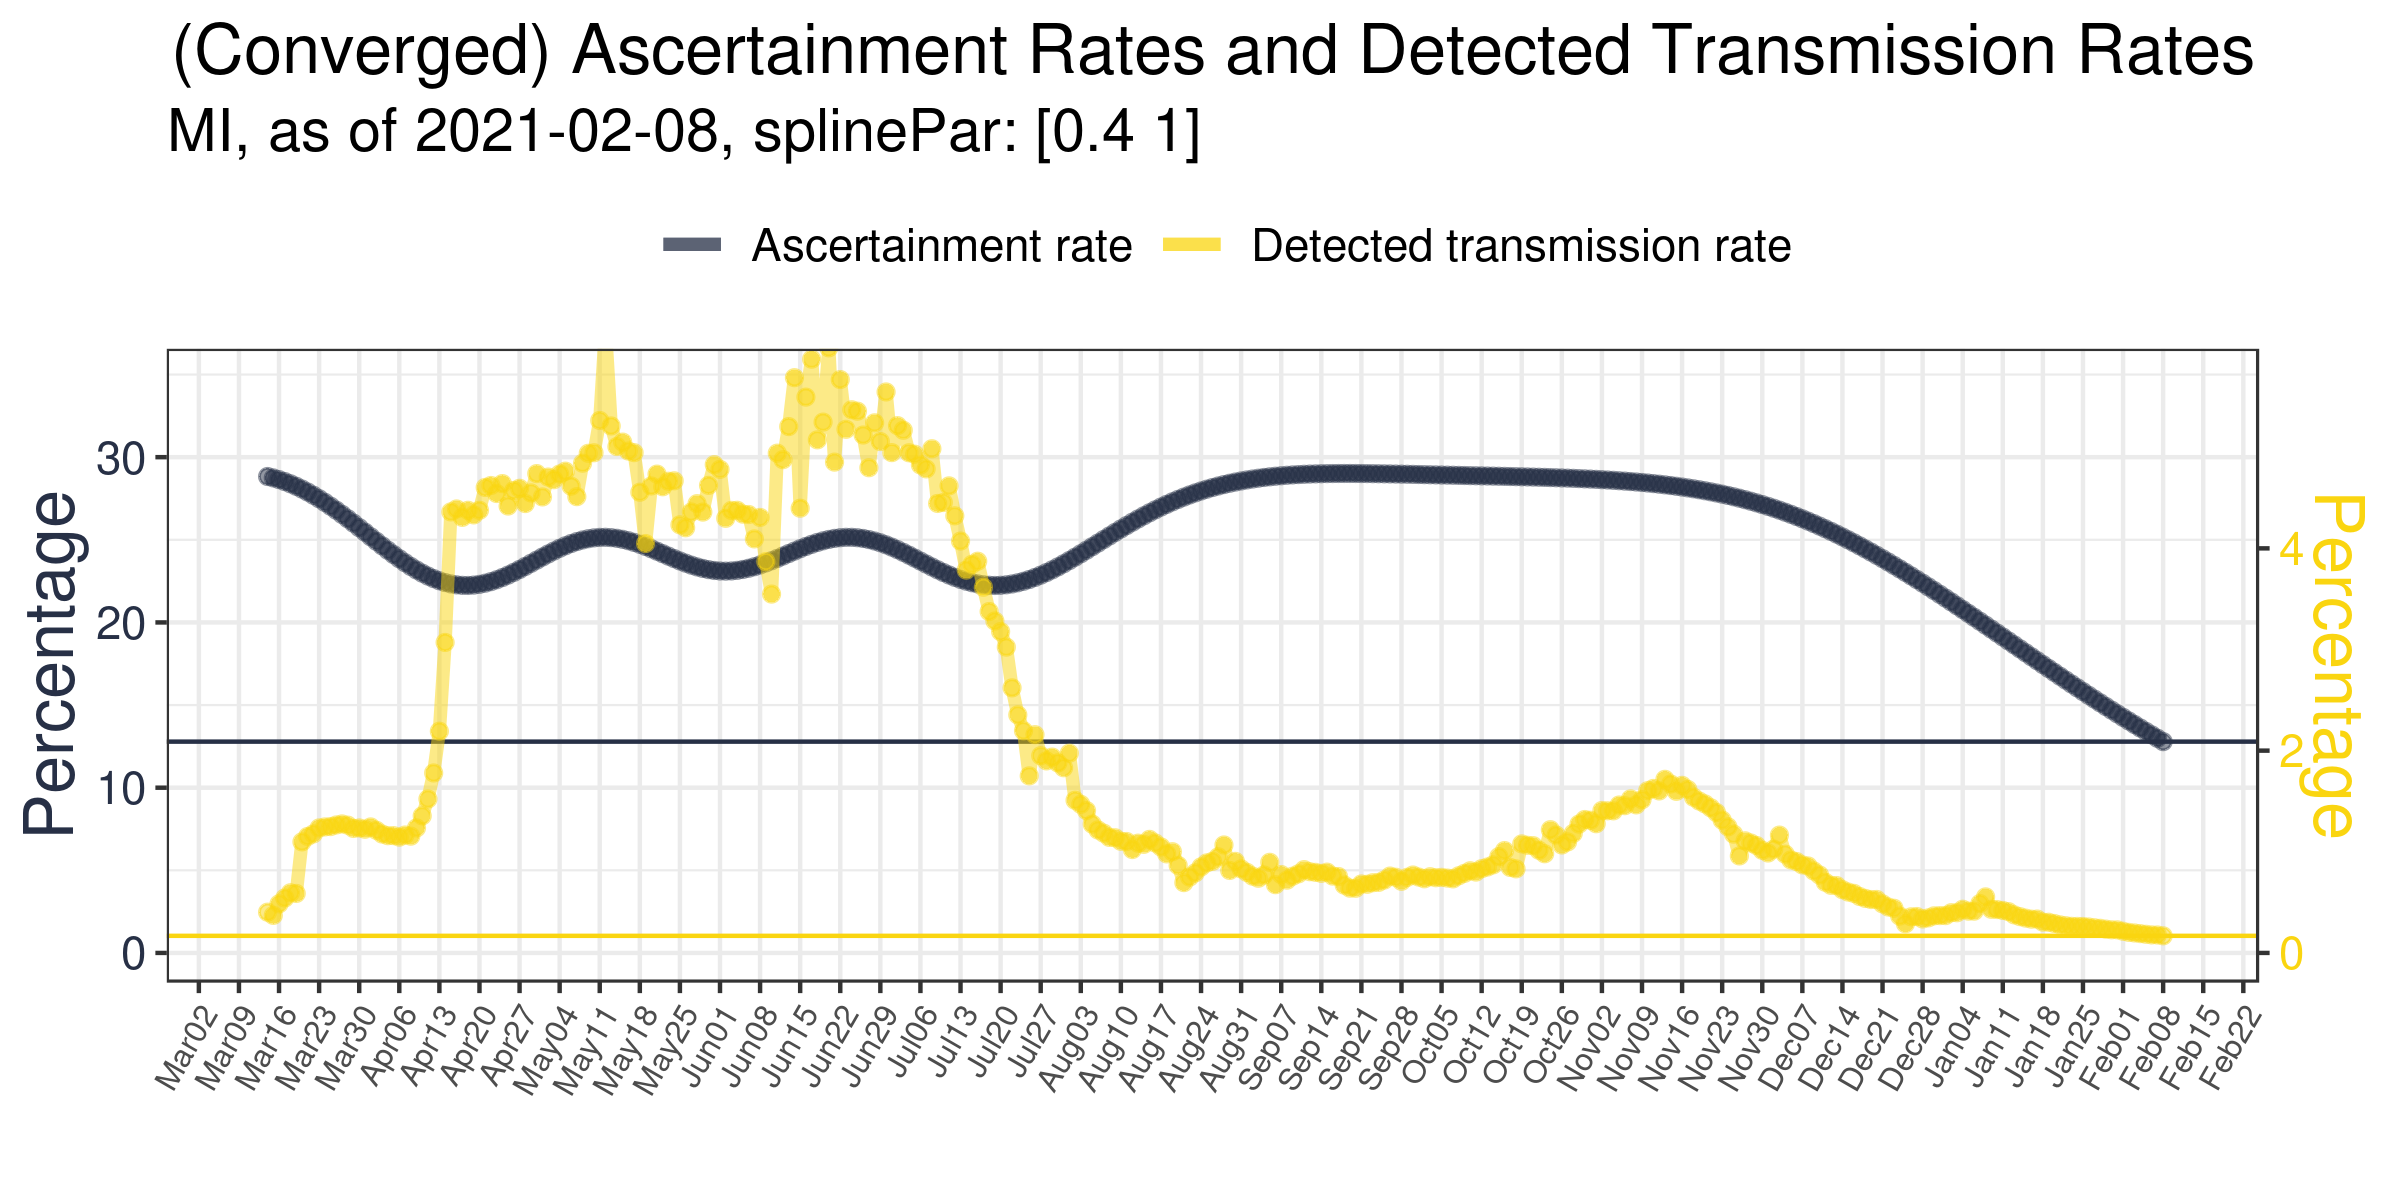 (Converged) Ascertainment Rates and Detected Transmission Rates
MI, as of 2021-02-08, splinePar: [0.4 1]
Ascertainment rate
Detected transmission rate
Percentage
30
20
10
0
4
2
0
Percentage
Mar02
Mar09
Mar16
Mar23
Mar30
Apr06
Apr13
Apr20
Apr27
May04
May11
May18
May25
Jun01
Jun08
Jun15
Jun22
Jun29
Jul06
Jul13
Jul20
Jul27
Aug03
Aug10
Aug17
Aug24
Aug31
Sep07
Sep14
Sep21
Sep28
Oct05
Oct12
Oct19
Oct26
Nov02
Nov09
Nov16
Nov23
Nov30
Dec07
Dec14
Dec21
Dec28
Jan04
Jan11
Jan18
Jan25
Feb01
Feb08
Feb15
Feb22